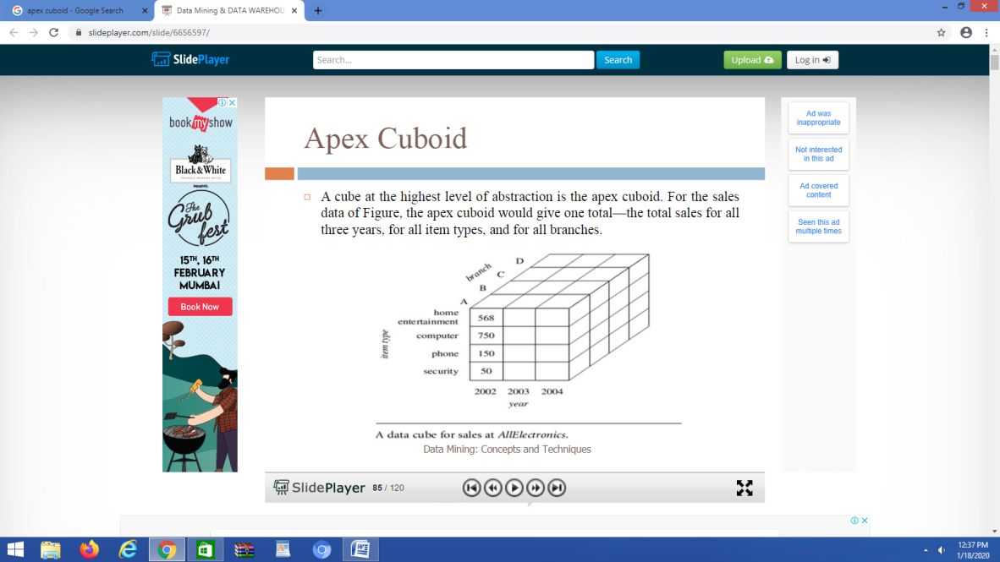 apex cuboid - Google Search
Data Mining & DATA WAREHOU
slideplayer.com/slide/6656597/
SlidePlayer
Search...
Search
Upload
Log in
book my show
Black&White
PRESENTS
The
Grub
fest
15TH, 16TH
FEBRUARY
MUMBAI
Book Now
Apex Cuboid
A cube at the highest level of abstraction is the apex cuboid. For the sales
data of Figure, the apex cuboid would give one total—the total sales for all
three years, for all item types, and for all branches.
branch
D
C
B
A
item type
home
entertainment
568
computer
750
phone
150
security
50
2002 2003 2004
year
A data cube for sales at AllElectronics.
Data Mining: Concepts and Techniques
SlidePlayer 85 / 120
Ad was
inappropriate
Not interested
in this ad
Ad covered
content
Seen this ad
multiple times
12:37 PM
1/18/2020